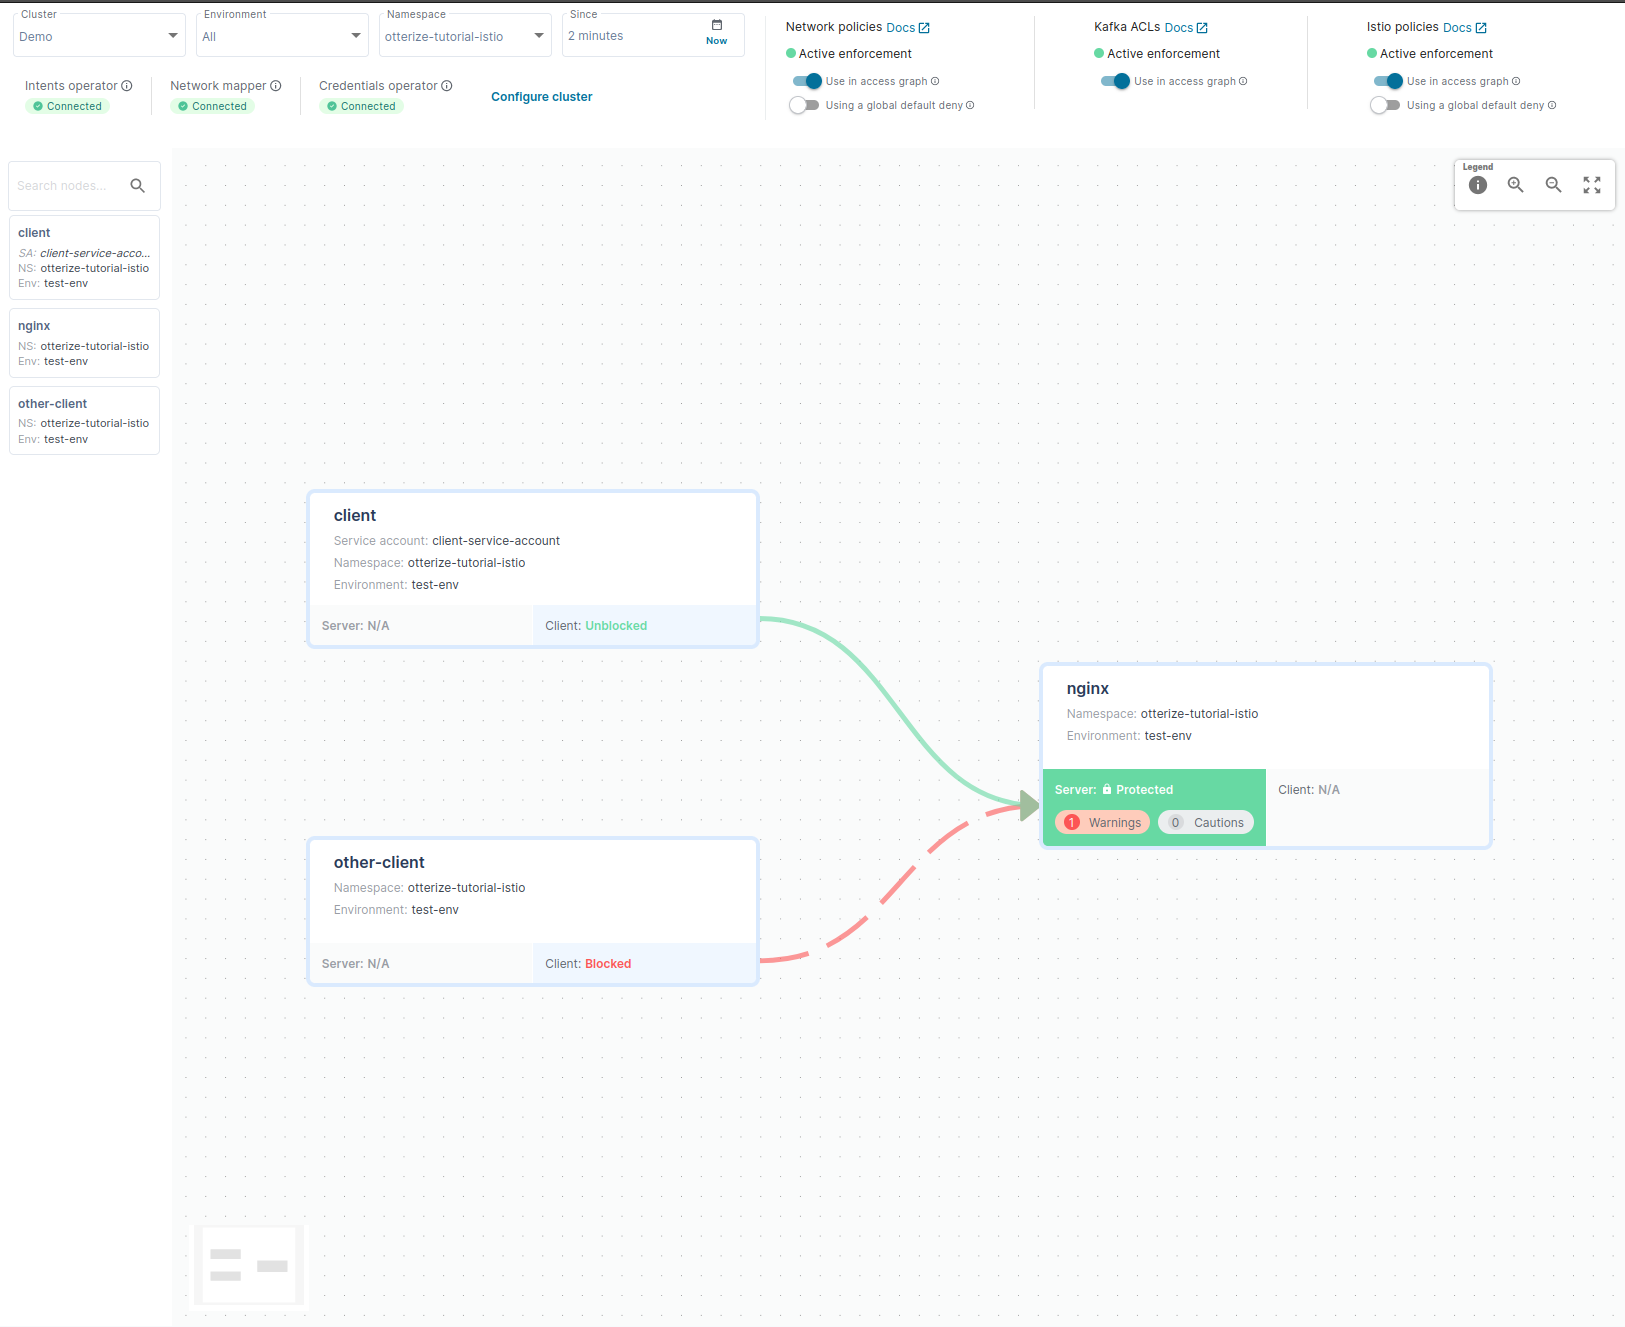 Cluster
Demo
Environment
All
Namespace
otterize-tutorial-istio
Since
2 minutes
Now
Intents operator
Connected
Network mapper
Connected
Credentials operator
Connected
Configure cluster
Network policies Docs
Active enforcement
Use in access graph
Using a global default deny
Kafka ACLs Docs
Active enforcement
Use in access graph
Istio policies Docs
Active enforcement
Use in access graph
Using a global default deny
Search nodes...
client
SA: client-service-acco...
NS: otterize-tutorial-istio
Env: test-env
nginx
NS: otterize-tutorial-istio
Env: test-env
other-client
NS: otterize-tutorial-istio
Env: test-env
Legend
client
Service account: client-service-account
Namespace: otterize-tutorial-istio
Environment: test-env
Server: N/A
Client: Unblocked
other-client
Namespace: otterize-tutorial-istio
Environment: test-env
Server: N/A
Client: Blocked
nginx
Namespace: otterize-tutorial-istio
Environment: test-env
Server: Protected
1 Warnings
0 Cautions
Client: N/A